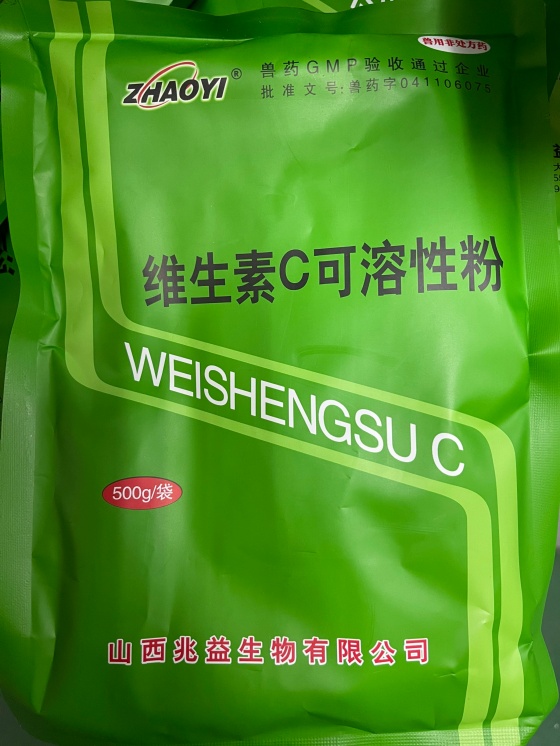 兽用非处方药
ZHAOYI®
兽药GMP验收通过企业
批准文号:兽药字041106075
维生素C可溶性粉
WEISHENGSU C
500g/袋
山西兆益生物有限公司